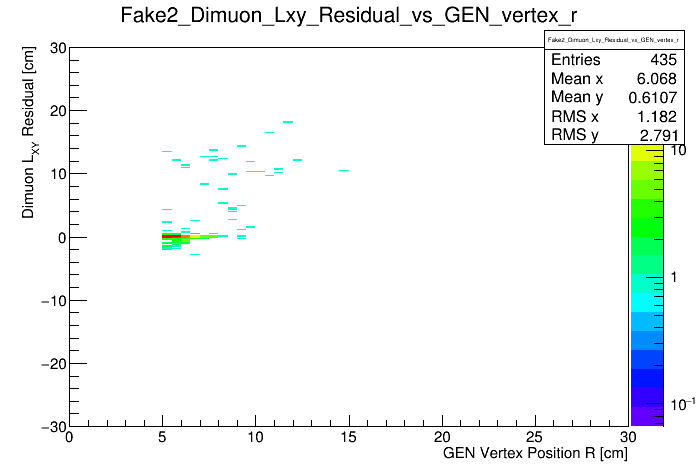 Fake2_Dimuon_Lxy_Residual_vs_GEN_vertex_r
Fake2_Dimuon_Lxy_Residual_vs_GEN_vertex_r
Entries 435
Mean x 6.068
Mean y 0.6107
RMS x 1.182
RMS y 2.791
Dimuon LXY Residual [cm]
30
20
10
0
−10
−20
−30
0 5 10 15 20 25 30
GEN Vertex Position R [cm]
10
1
10−1